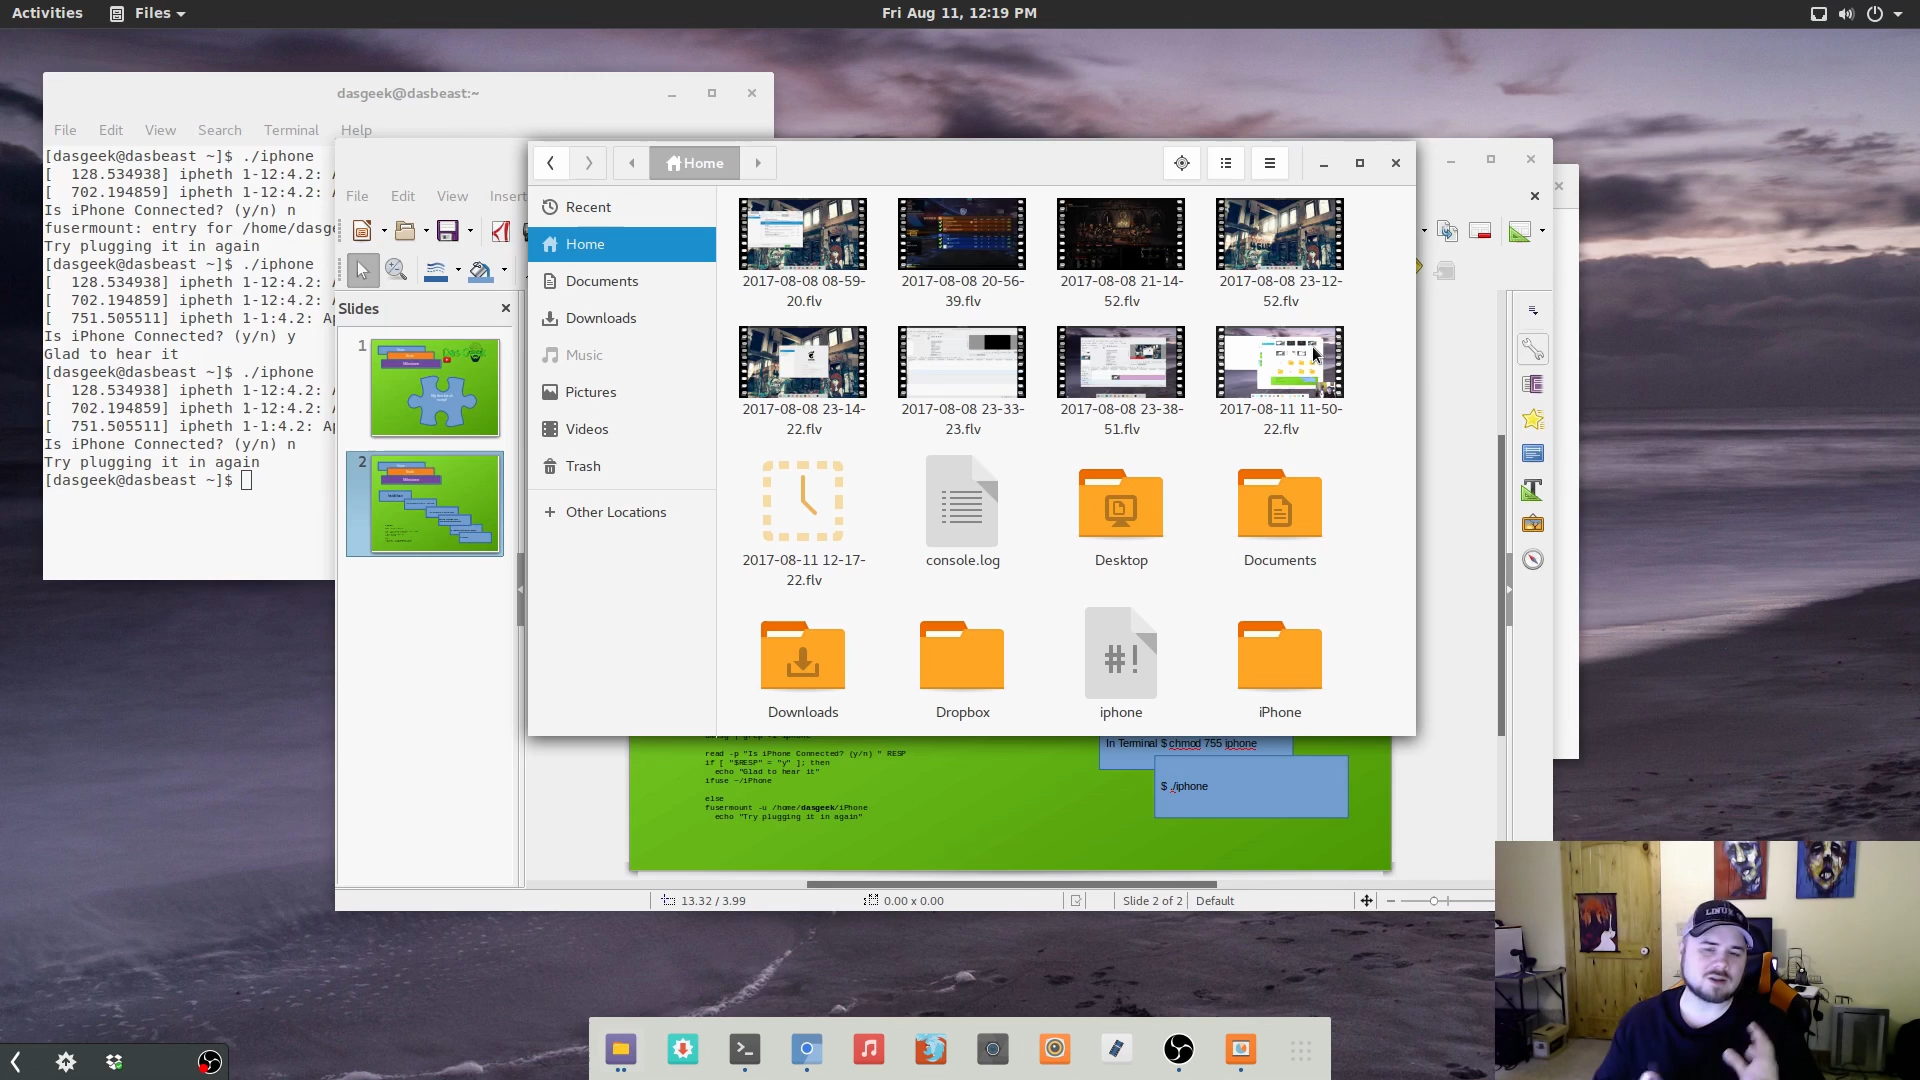 Activities
Files
Fri Aug 11, 12:19 PM
dasgeek@dasbeast:~
File Edit View Search Terminal Help
[dasgeek@dasbeast ~]$ ./iphone
[  128.534938] ipheth 1-12:4.2: A
[  702.194859] ipheth 1-12:4.2: A
Is iPhone Connected? (y/n) n
fusermount: entry for /home/dasge
Try plugging it in again
[dasgeek@dasbeast ~]$ ./iphone
[  128.534938] ipheth 1-12:4.2: A
[  702.194859] ipheth 1-12:4.2: A
[  751.505511] ipheth 1-1:4.2: Ap
Is iPhone Connected? (y/n) y
Glad to hear it
[dasgeek@dasbeast ~]$ ./iphone
[  128.534938] ipheth 1-12:4.2: A
[  702.194859] ipheth 1-12:4.2: A
[  751.505511] ipheth 1-1:4.2: Ap
Is iPhone Connected? (y/n) n
Try plugging it in again
[dasgeek@dasbeast ~]$
File Edit View Insert
Slides
1
2
Home
Recent
Home
Documents
Downloads
Music
Pictures
Videos
Trash
Other Locations
2017-08-08 08-59-20.flv
2017-08-08 20-56-39.flv
2017-08-08 21-14-52.flv
2017-08-08 23-12-52.flv
2017-08-08 23-14-22.flv
2017-08-08 23-33-23.flv
2017-08-08 23-38-51.flv
2017-08-11 11-50-22.flv
2017-08-11 12-17-22.flv
console.log
Desktop
Documents
Downloads
Dropbox
#!
iphone
iPhone
read -p "Is iPhone Connected? (y/n) " RESP
if [ "$RESP" = "y" ]; then
echo "Glad to hear it"
ifuse ~/iPhone
else
fusermount -u /home/dasgeek/iPhone
echo "Try plugging it in again"
In Terminal $ chmod 755 iphone
$ ./iphone
13.32 / 3.99
0.00 x 0.00
Slide 2 of 2
Default
LINUX